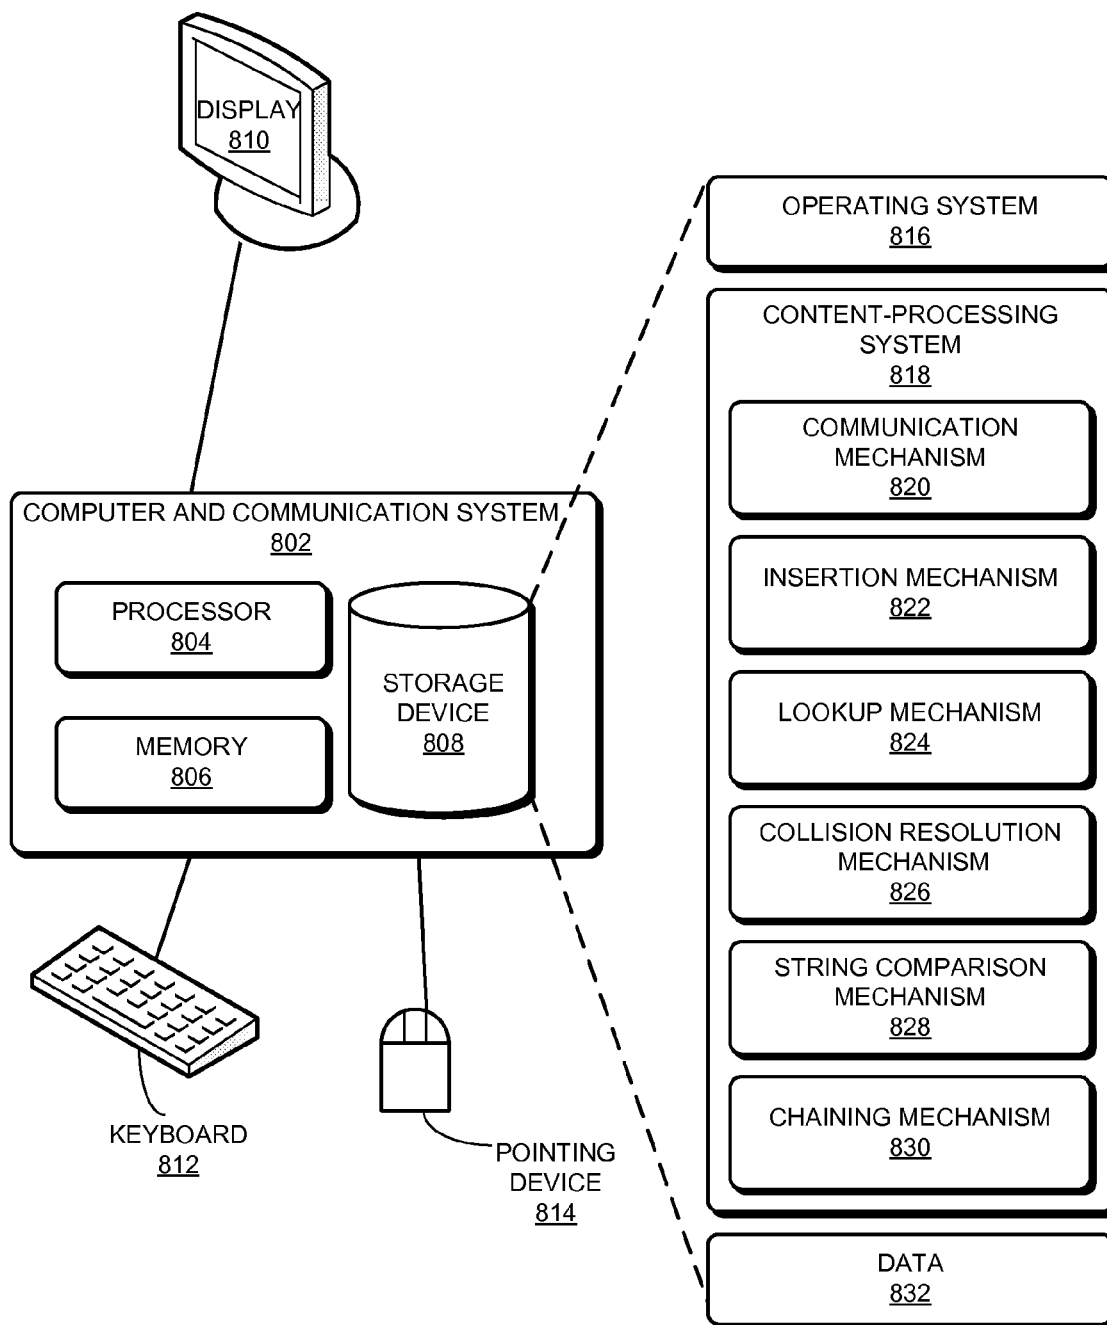 DISPLAY
810
COMPUTER AND COMMUNICATION SYSTEM
802
PROCESSOR
804
MEMORY
806
STORAGE
DEVICE
808
KEYBOARD
812
POINTING
DEVICE
814
OPERATING SYSTEM
816
CONTENT-PROCESSING
SYSTEM
818
COMMUNICATION
MECHANISM
820
INSERTION MECHANISM
822
LOOKUP MECHANISM
824
COLLISION RESOLUTION
MECHANISM
826
STRING COMPARISON
MECHANISM
828
CHAINING MECHANISM
830
DATA
832